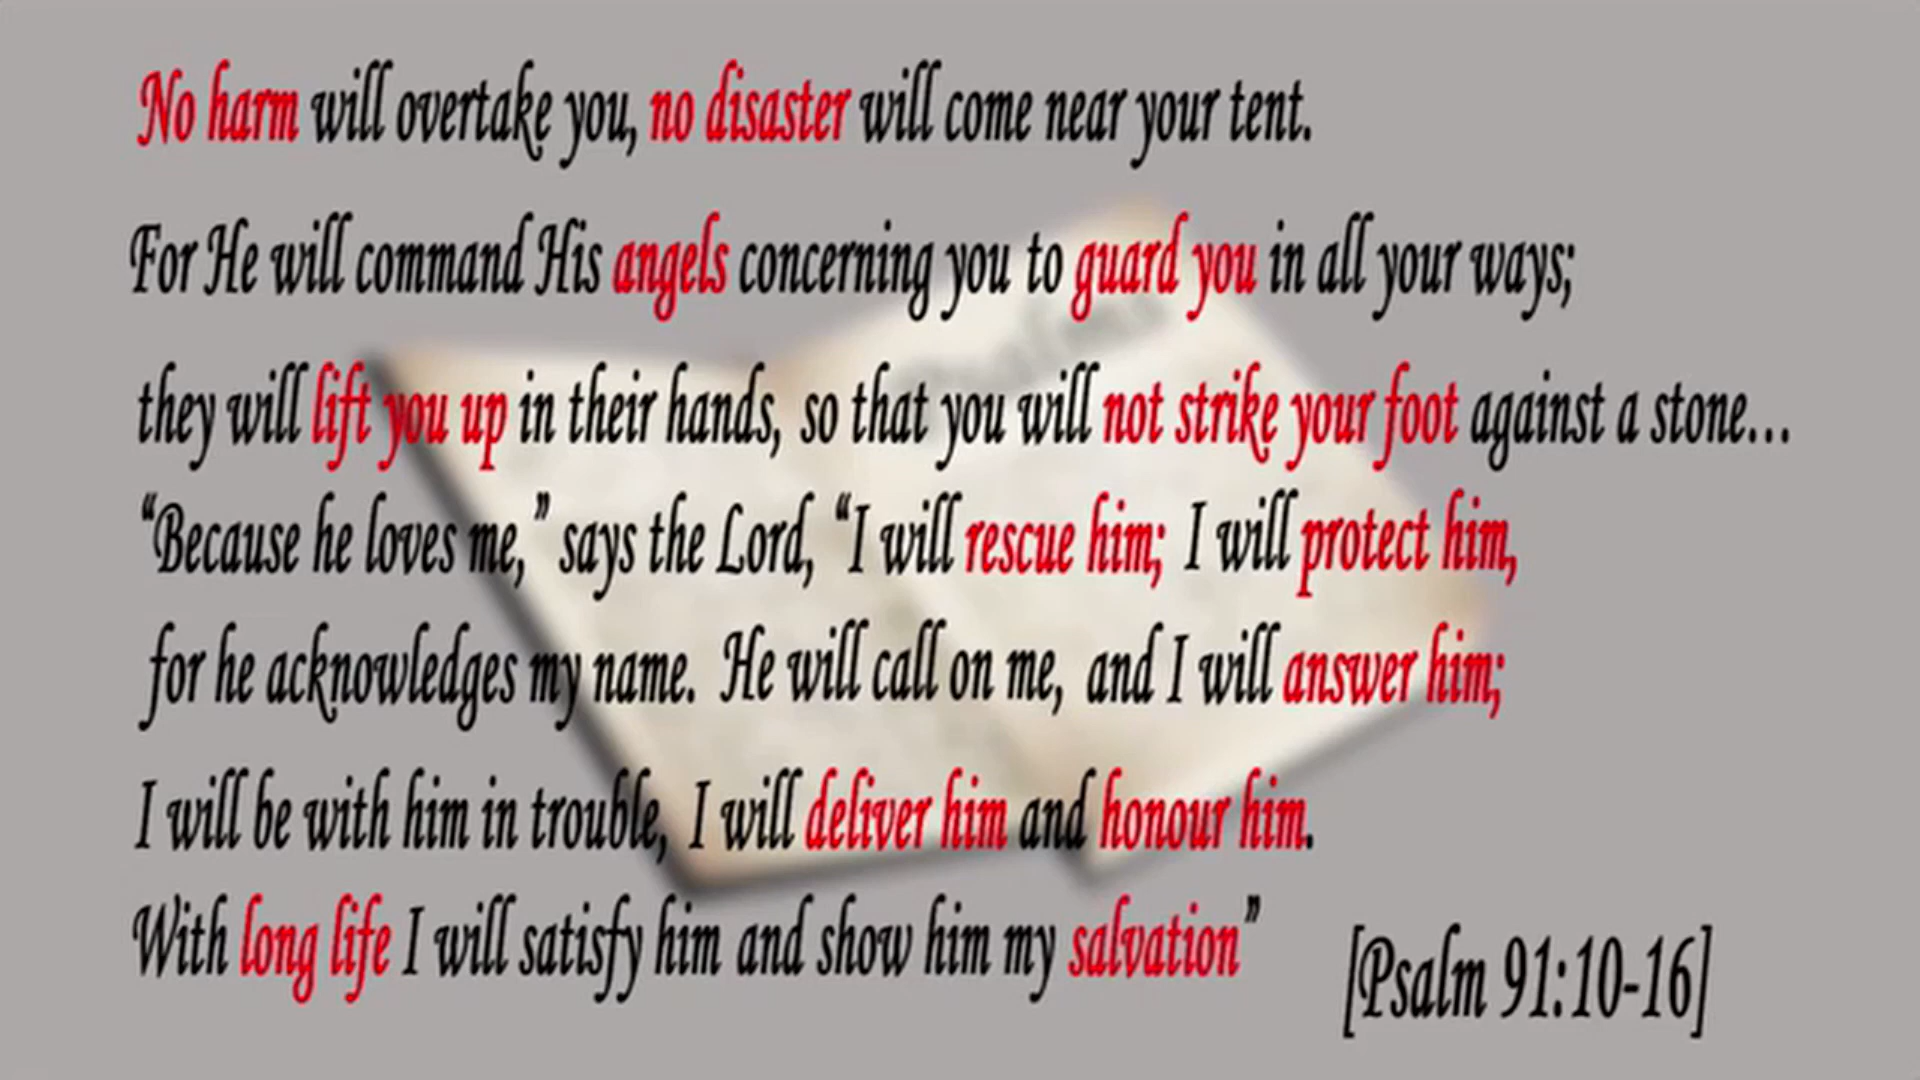 No harm will overtake you, no disaster will come near your tent.
For He will command His angels concerning you to guard you in all your ways;
they will lift you up in their hands, so that you will not strike your foot against a stone...
“Because he loves me,” says the Lord, “I will rescue him; I will protect him,
for he acknowledges my name. He will call on me, and I will answer him;
I will be with him in trouble, I will deliver him and honour him.
With long life I will satisfy him and show him my salvation”
[Psalm 91:10-16]